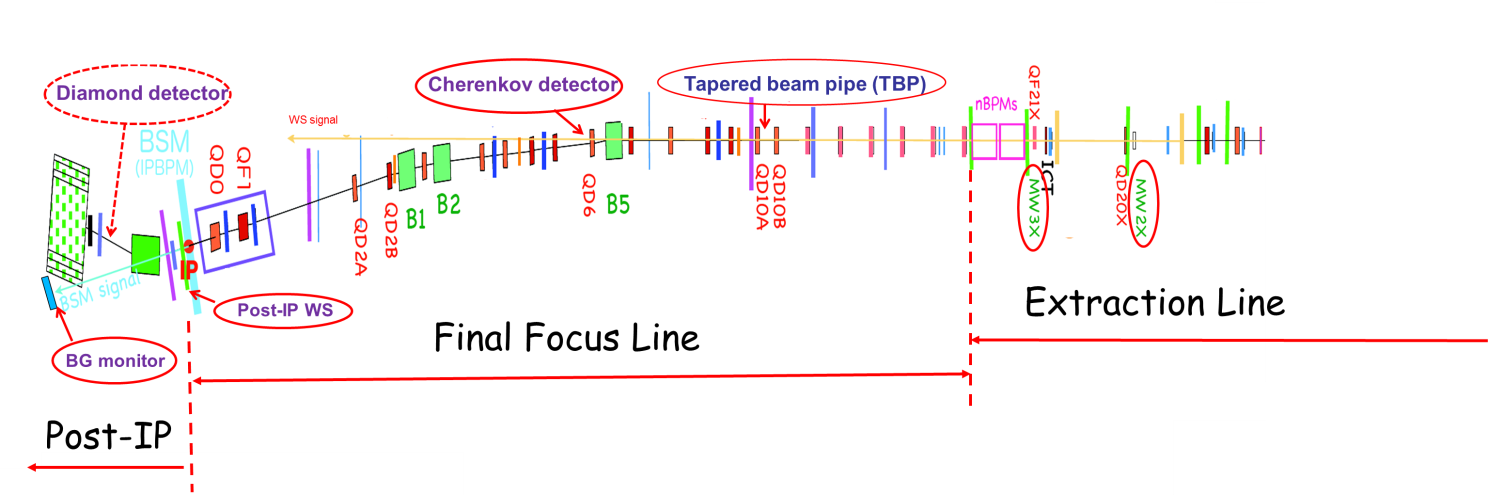 Diamond detector
BSM
(IPBPM)
QD0
QF1
WS signal
Cherenkov detector
Tapered beam pipe (TBP)
nBPMs
QF21X
ICT
MW3X
QD20X
MW2X
QD10A
QD10B
QD6
B5
B2
B1
QD2B
QD2A
IP
BSM signal
Post-IP WS
BG monitor
Final Focus Line
Extraction Line
Post-IP